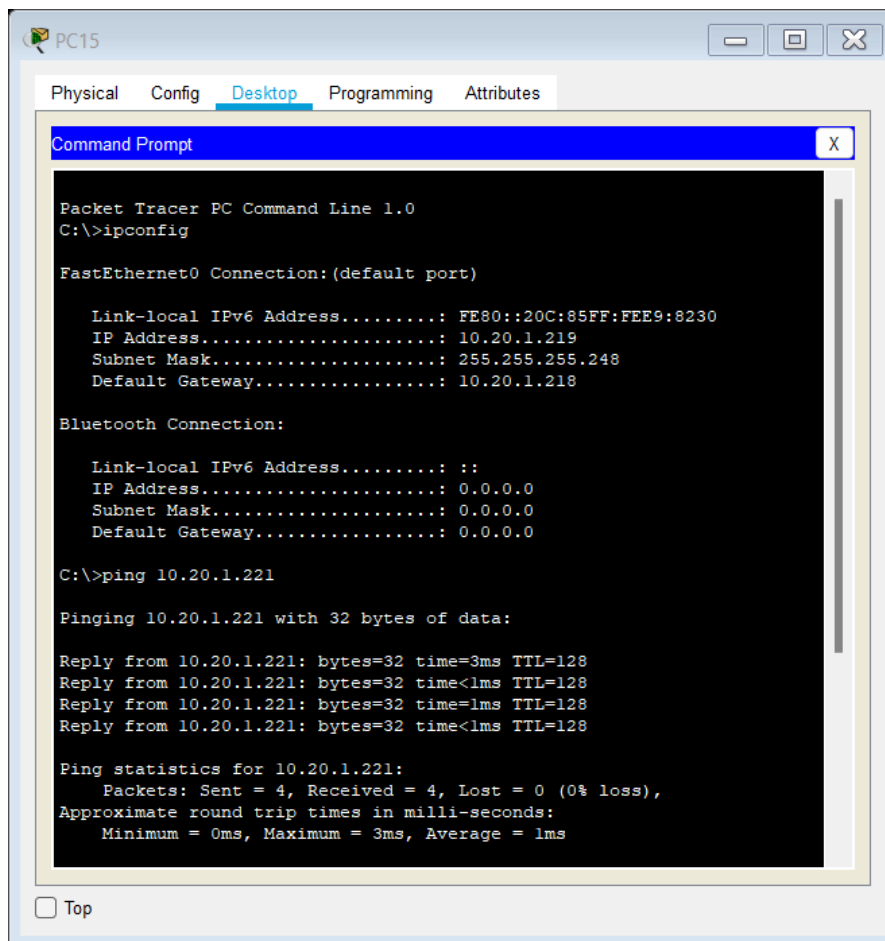 PC15
Physical Config Desktop Programming Attributes
Command Prompt
X
Packet Tracer PC Command Line 1.0
C:\>ipconfig
FastEthernet0 Connection:(default port)
Link-local IPv6 Address.........: FE80::20C:85FF:FEE9:8230
IP Address......................: 10.20.1.219
Subnet Mask.....................: 255.255.255.248
Default Gateway.................: 10.20.1.218
Bluetooth Connection:
Link-local IPv6 Address.........: ::
IP Address......................: 0.0.0.0
Subnet Mask.....................: 0.0.0.0
Default Gateway.................: 0.0.0.0
C:\>ping 10.20.1.221
Pinging 10.20.1.221 with 32 bytes of data:
Reply from 10.20.1.221: bytes=32 time=3ms TTL=128
Reply from 10.20.1.221: bytes=32 time<1ms TTL=128
Reply from 10.20.1.221: bytes=32 time=1ms TTL=128
Reply from 10.20.1.221: bytes=32 time<1ms TTL=128
Ping statistics for 10.20.1.221:
Packets: Sent = 4, Received = 4, Lost = 0 (0% loss),
Approximate round trip times in milli-seconds:
Minimum = 0ms, Maximum = 3ms, Average = 1ms
Top